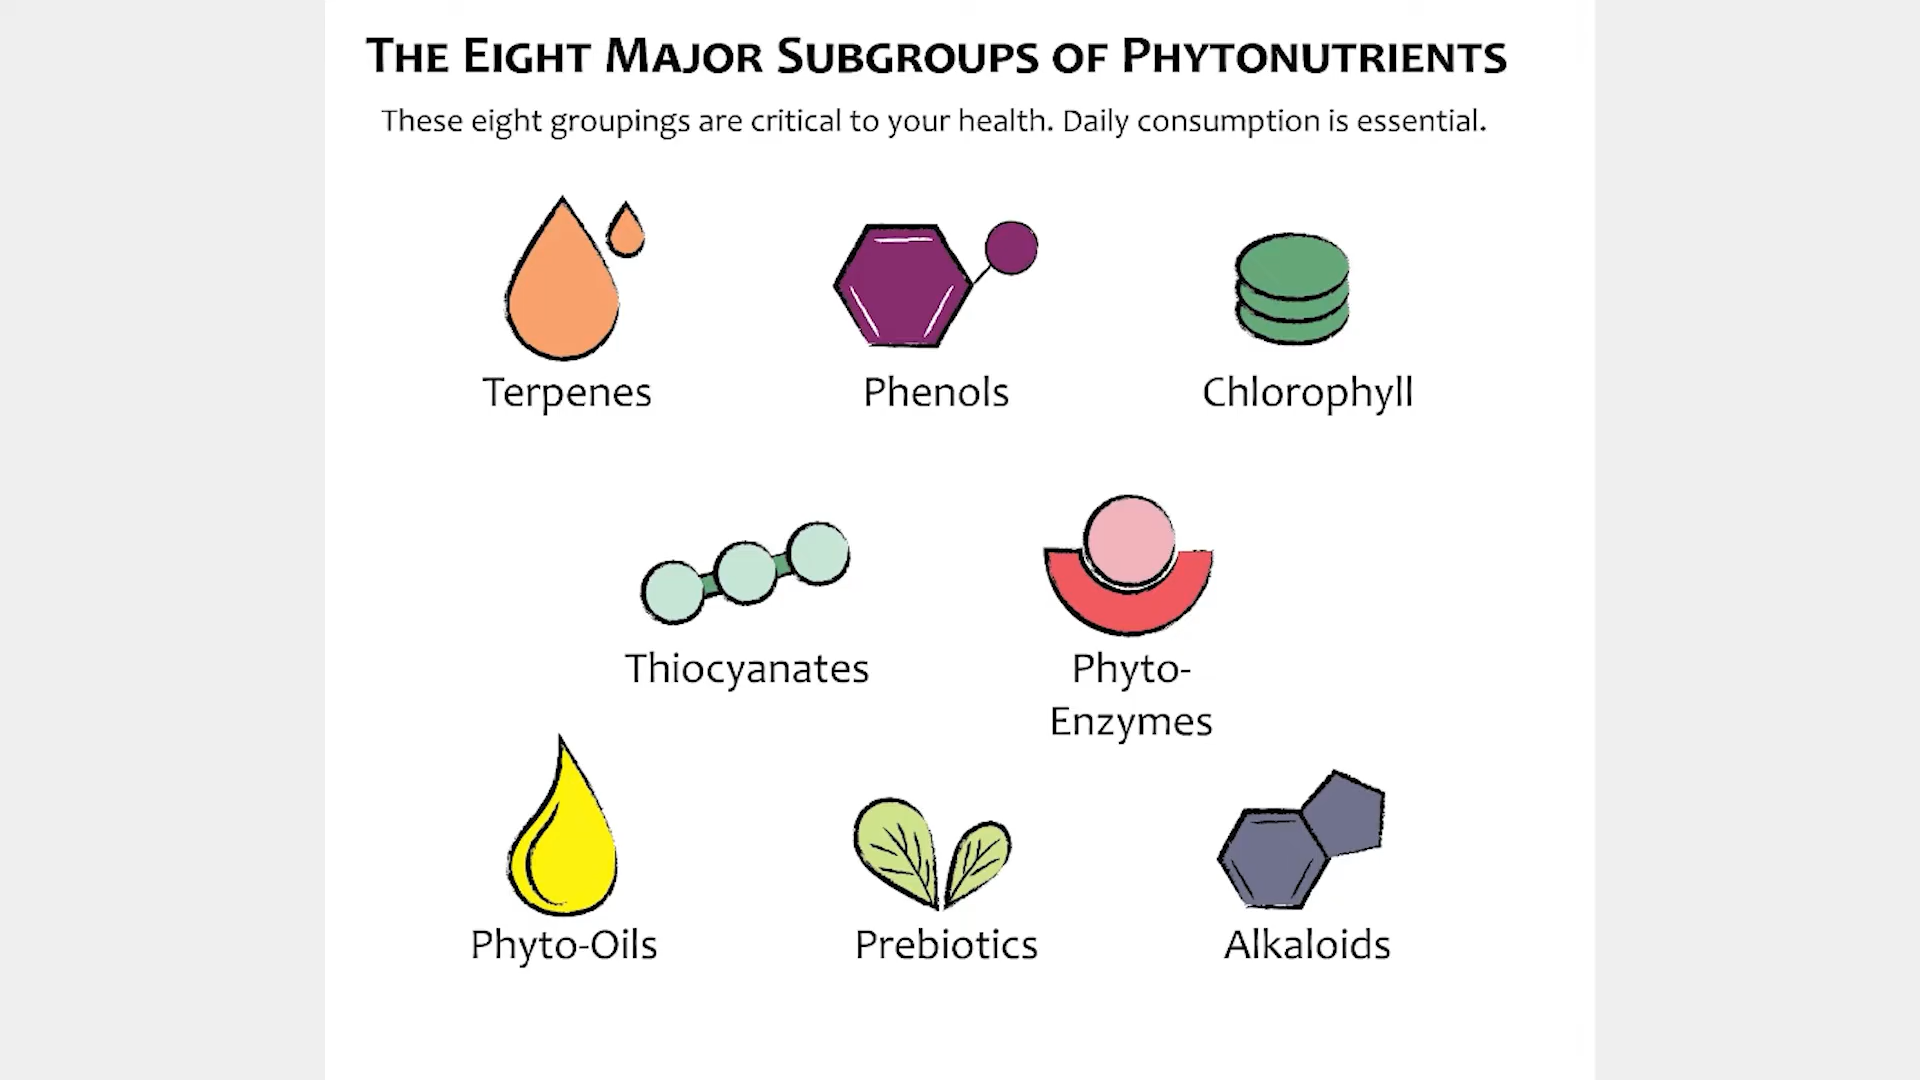 THE EIGHT MAJOR SUBGROUPS OF PHYTONUTRIENTS
These eight groupings are critical to your health. Daily consumption is essential.
Terpenes
Phenols
Chlorophyll
Thiocyanates
Phyto-
Enzymes
Phyto-Oils
Prebiotics
Alkaloids